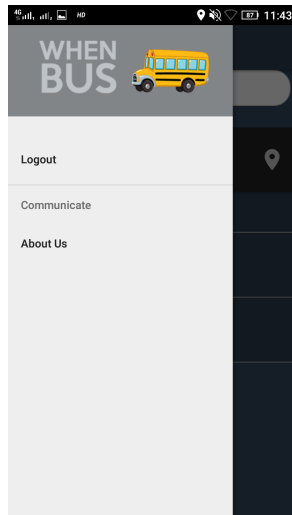 4G HD 87 11:43
WHEN
BUS
Logout
Communicate
About Us